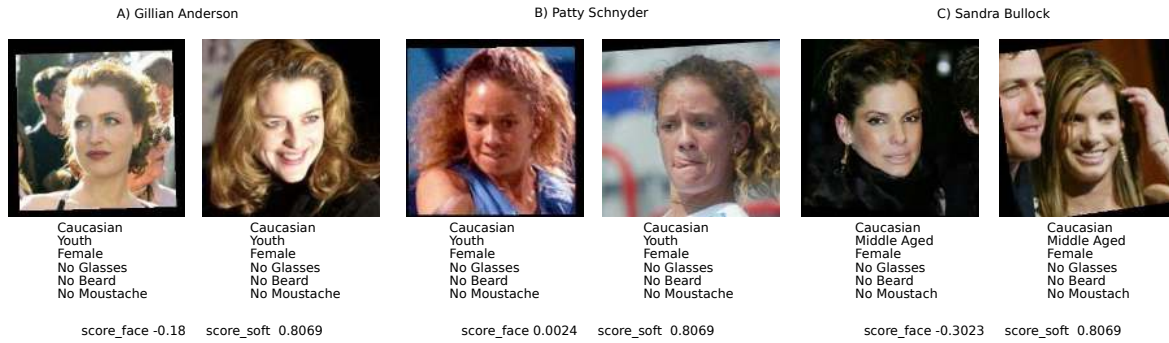 A) Gillian Anderson
B) Patty Schnyder
C) Sandra Bullock
Caucasian
Youth
Female
No Glasses
No Beard
No Moustache
Caucasian
Youth
Female
No Glasses
No Beard
No Moustache
Caucasian
Youth
Female
No Glasses
No Beard
No Moustache
Caucasian
Youth
Female
No Glasses
No Beard
No Moustache
Caucasian
Middle Aged
Female
No Glasses
No Beard
No Moustach
Caucasian
Middle Aged
Female
No Glasses
No Beard
No Moustach
score_face -0.18 score_soft 0.8069
score_face 0.0024 score_soft 0.8069
score_face -0.3023 score_soft 0.8069